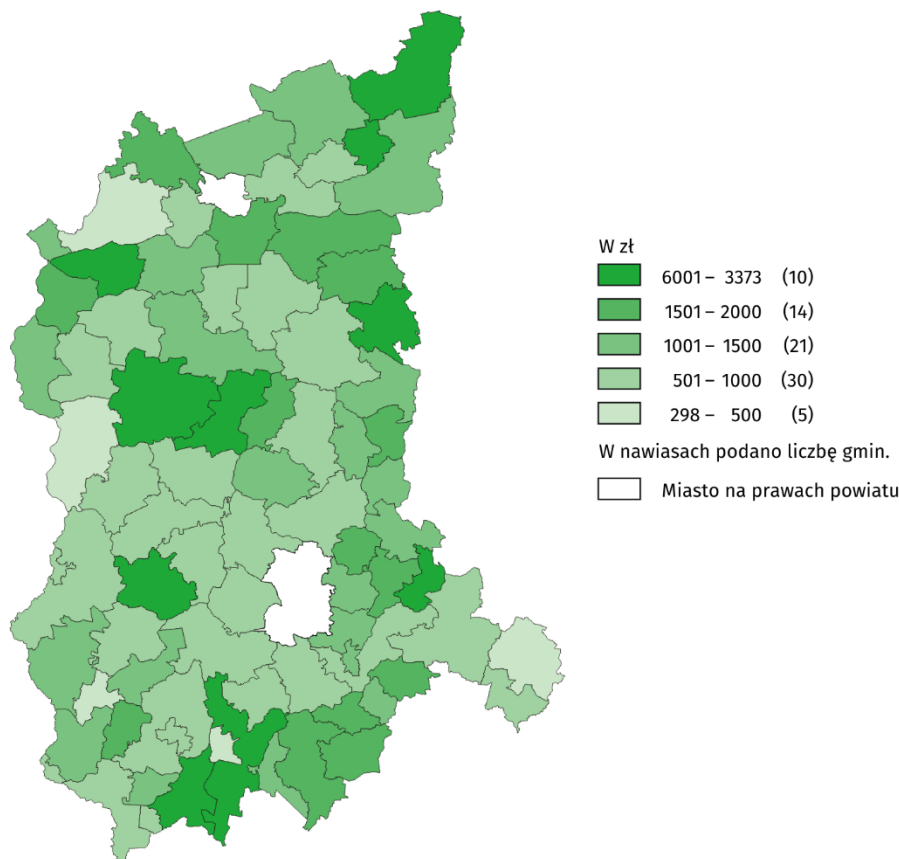 W zł
6001 – 3373 (10)
1501 – 2000 (14)
1001 – 1500 (21)
501 – 1000 (30)
298 – 500 (5)
W nawiasach podano liczbę gmin.
Miasto na prawach powiatu